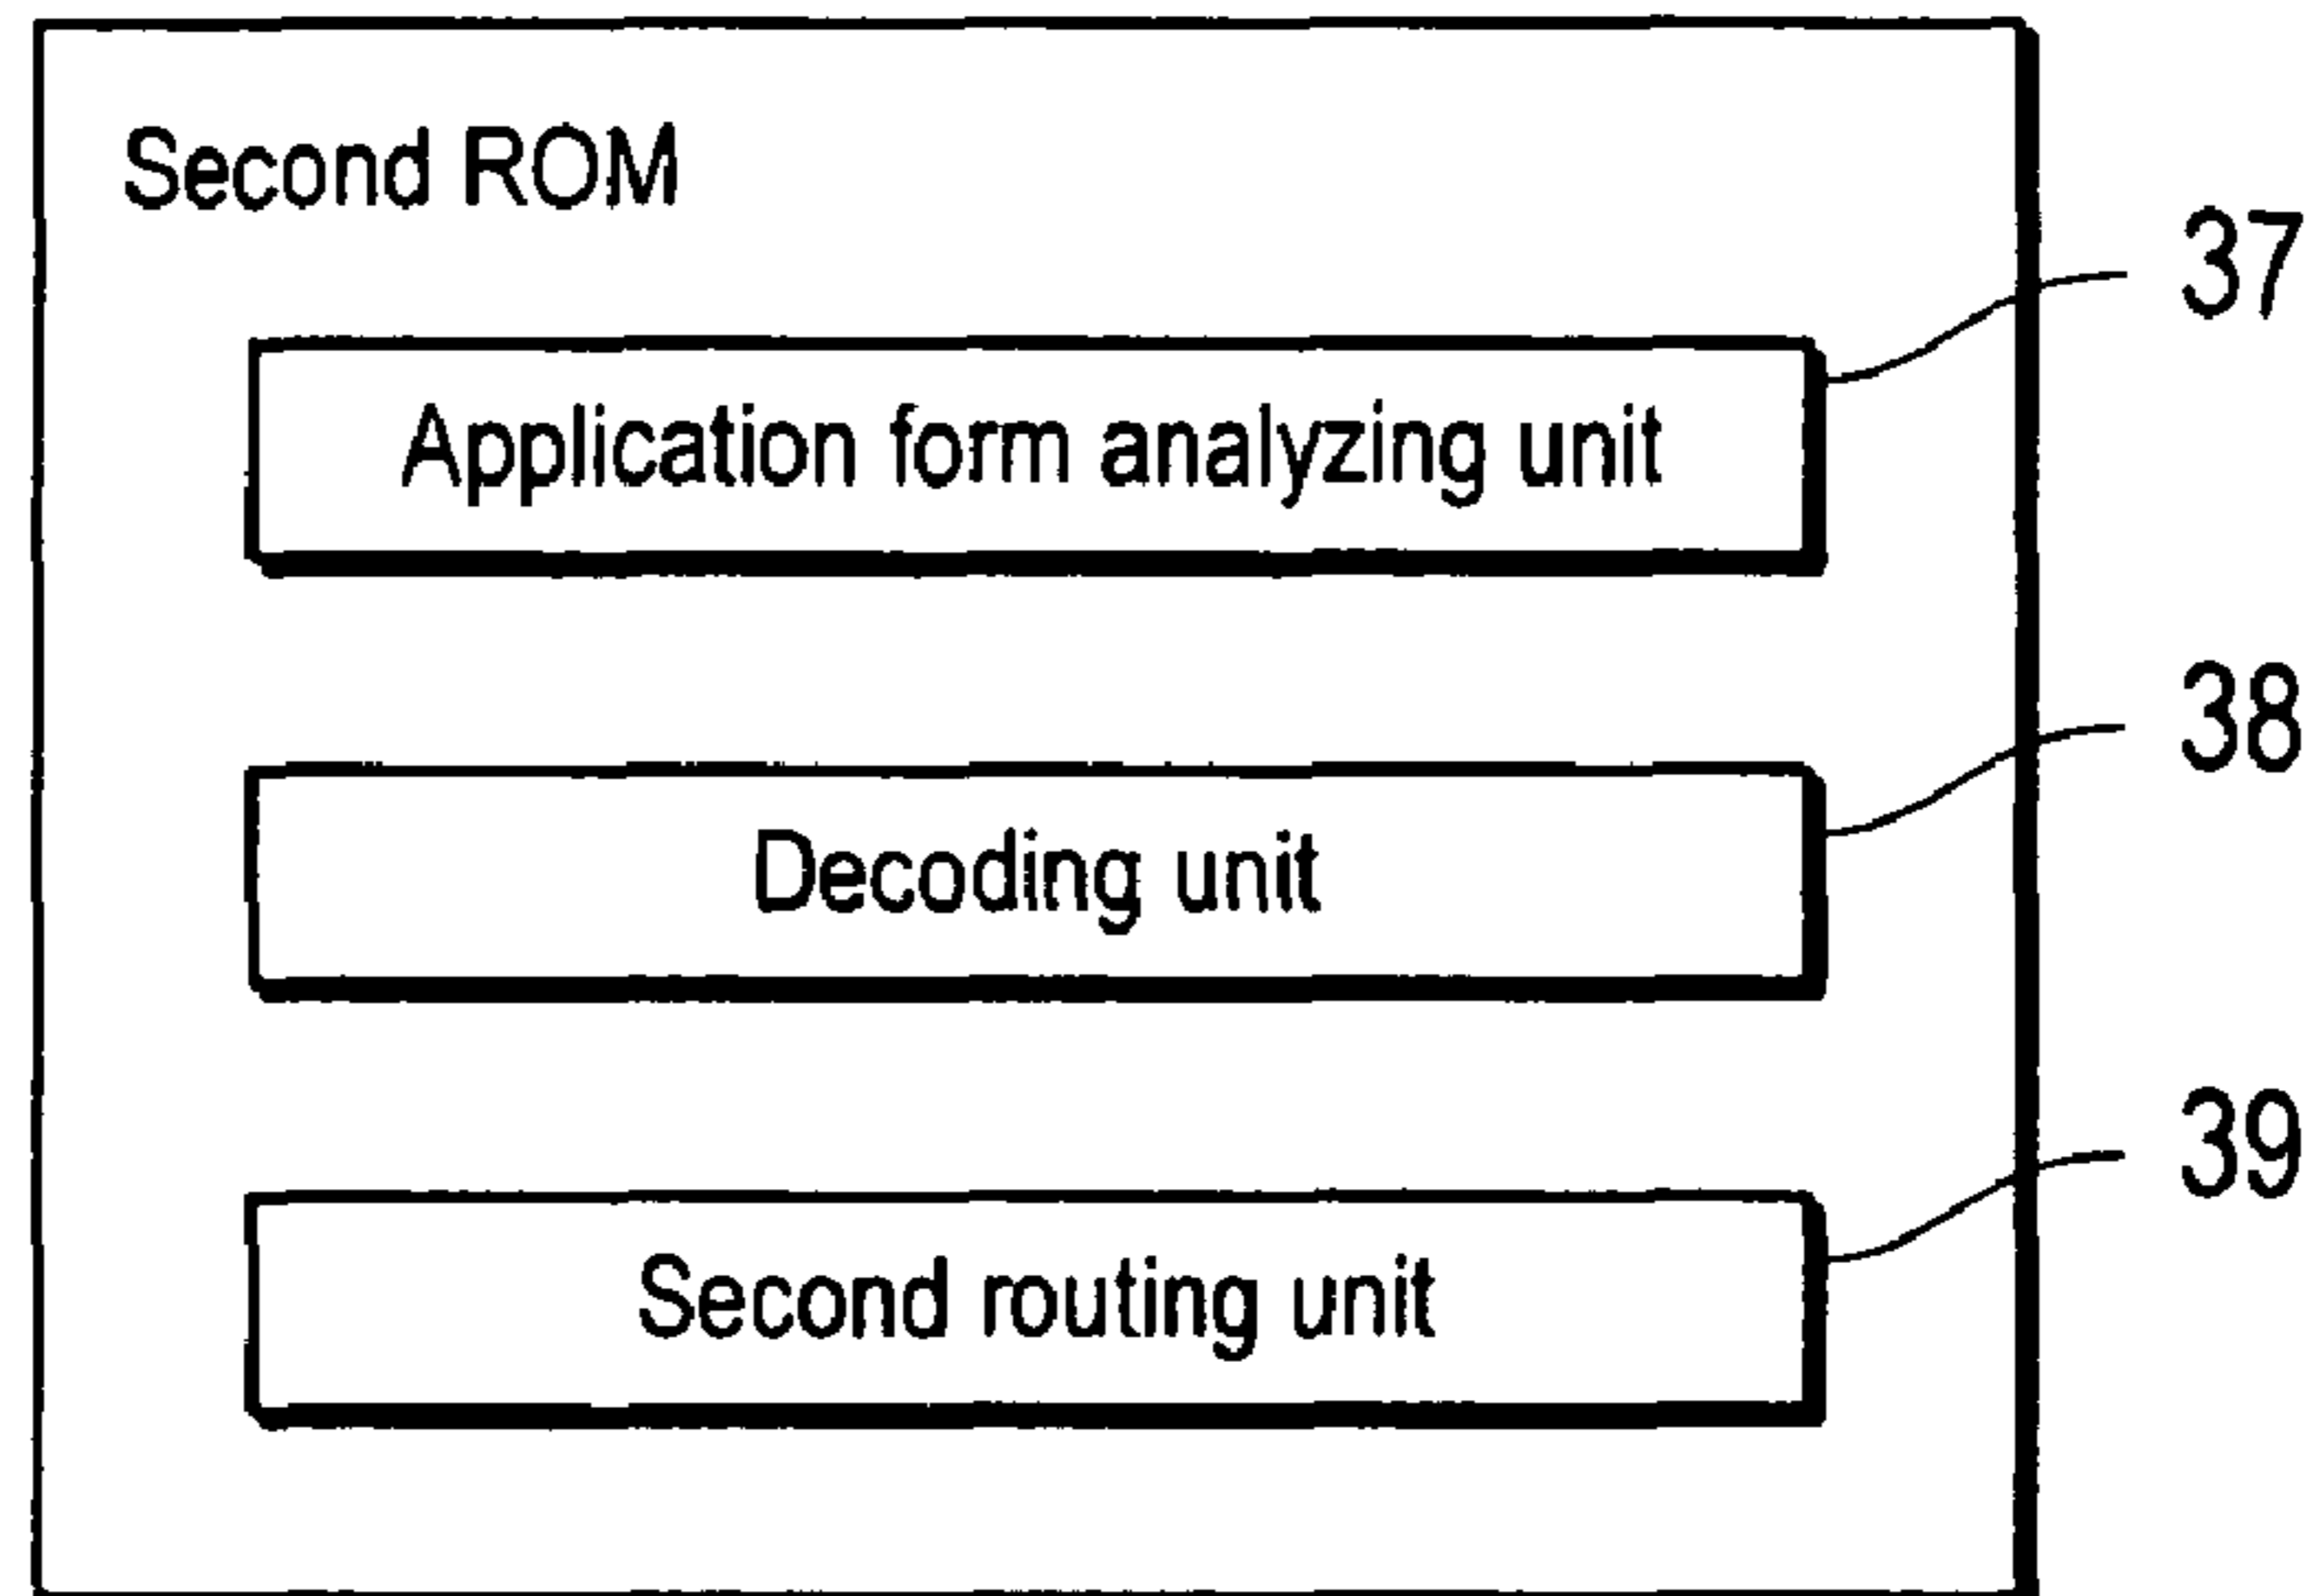 Second ROM
37
Application form analyzing unit
38
Decoding unit
39
Second routing unit